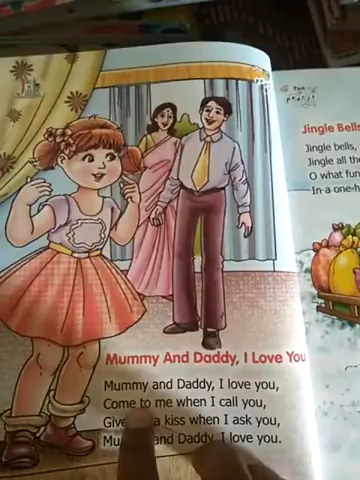 Mummy And Daddy, I Love You
Mummy and Daddy, I love you,
Come to me when I call you,
Give a kiss when I ask you,
and Daddy I love you.
Jingle Bells
Jingle bells,
Jingle all
O what fun
In a one-h